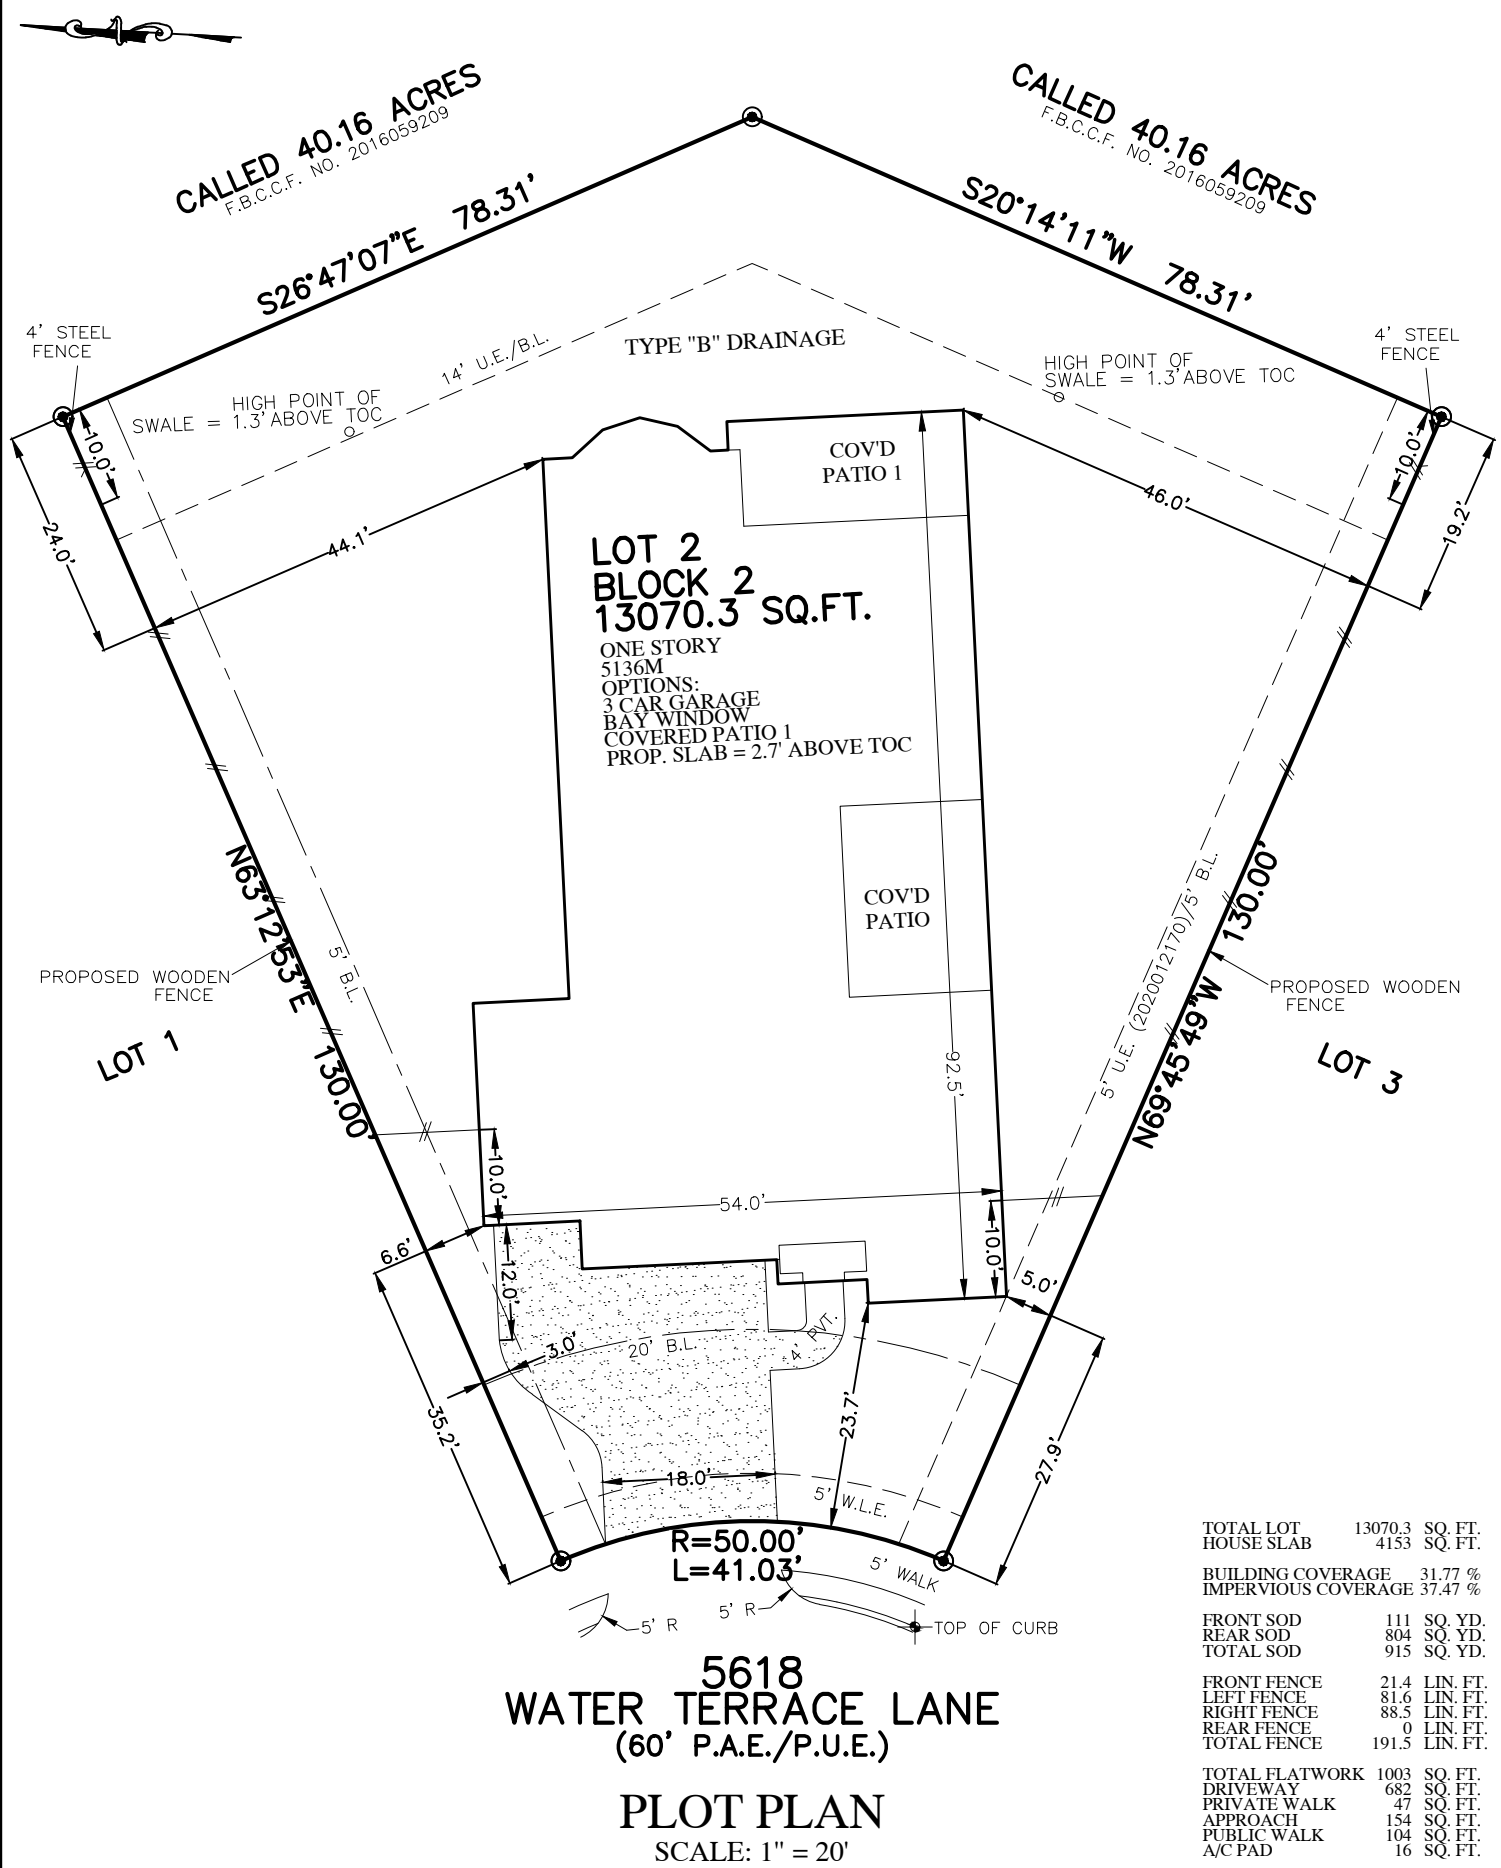 CALLED 40.16 ACRES
F.B.C.C.F. NO. 2016059209
CALLED 40.16 ACRES
F.B.C.C.F. NO. 2016059209
S26°47'07"E 78.31'
S20°14'11"W 78.31'
4' STEEL
FENCE
4' STEEL
FENCE
14' U.E./B.L.
TYPE "B" DRAINAGE
HIGH POINT OF
SWALE = 1.3' ABOVE TOC
HIGH POINT OF
SWALE = 1.3' ABOVE TOC
10.0'
10.0'
24.0'
44.1'
46.0'
19.2'
COV'D
PATIO 1
LOT 2
BLOCK 2
13070.3 SQ.FT.
ONE STORY
5136M
OPTIONS:
3 CAR GARAGE
BAY WINDOW
COVERED PATIO 1
PROP. SLAB = 2.7' ABOVE TOC
COV'D
PATIO
N63°12'53"E 130.00'
N69°45'49"W 130.00'
5' B.L.
5' U.E. (2020012170)/5' B.L.
PROPOSED WOODEN
FENCE
PROPOSED WOODEN
FENCE
LOT 1
LOT 3
92.5'
10.0'
54.0'
10.0'
6.6'
12.0'
5.0'
3.0'
20' B.L.
4' PVT.
35.2'
23.7'
27.9'
18.0'
5' W.L.E.
R=50.00'
L=41.03'
5' WALK
5' R
5' R
TOP OF CURB
5618
WATER TERRACE LANE
(60' P.A.E./P.U.E.)
PLOT PLAN
SCALE: 1" = 20'
TOTAL LOT 13070.3 SQ. FT.
HOUSE SLAB 4153 SQ. FT.
BUILDING COVERAGE 31.77 %
IMPERVIOUS COVERAGE 37.47 %
FRONT SOD 111 SQ. YD.
REAR SOD 804 SQ. YD.
TOTAL SOD 915 SQ. YD.
FRONT FENCE 21.4 LIN. FT.
LEFT FENCE 81.6 LIN. FT.
RIGHT FENCE 88.5 LIN. FT.
REAR FENCE 0 LIN. FT.
TOTAL FENCE 191.5 LIN. FT.
TOTAL FLATWORK 1003 SQ. FT.
DRIVEWAY 682 SQ. FT.
PRIVATE WALK 47 SQ. FT.
APPROACH 154 SQ. FT.
PUBLIC WALK 104 SQ. FT.
A/C PAD 16 SQ. FT.